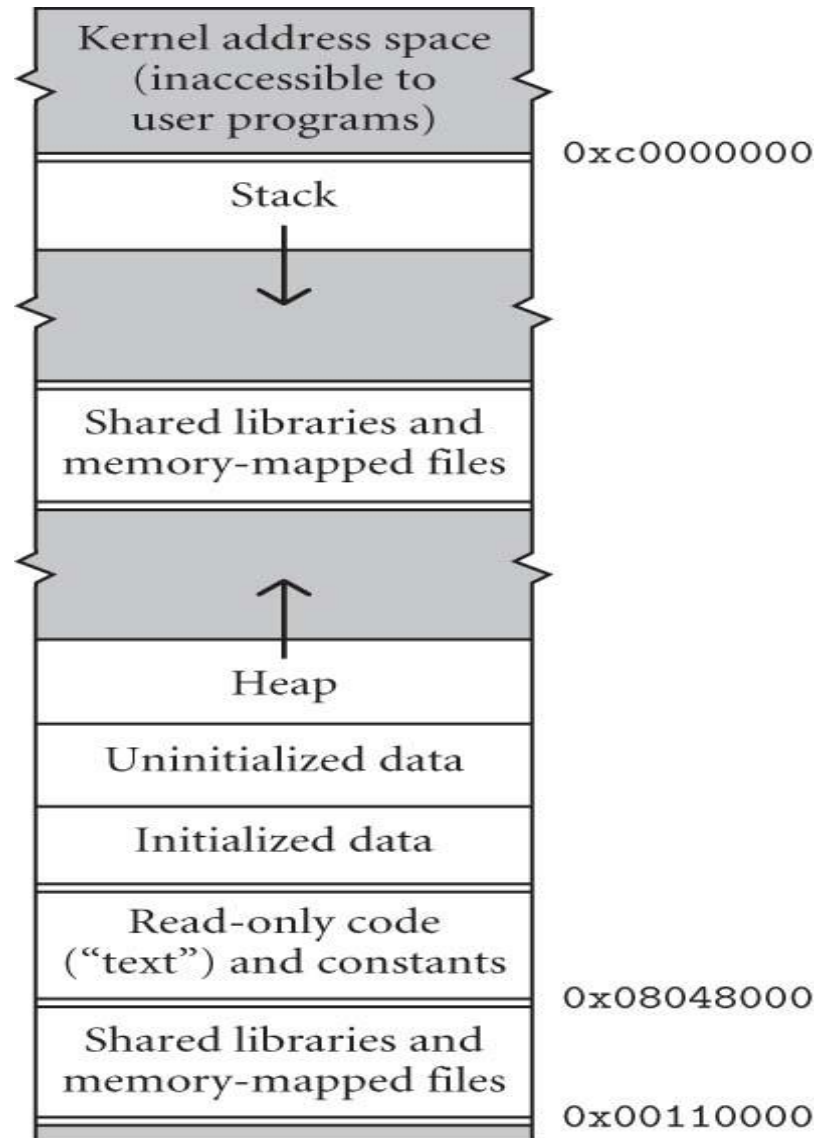 Kernel address space
(inaccessible to
user programs)
0xc0000000
Stack
Shared libraries and
memory-mapped files
Heap
Uninitialized data
Initialized data
Read-only code
(“text”) and constants
0x08048000
Shared libraries and
memory-mapped files
0x00110000